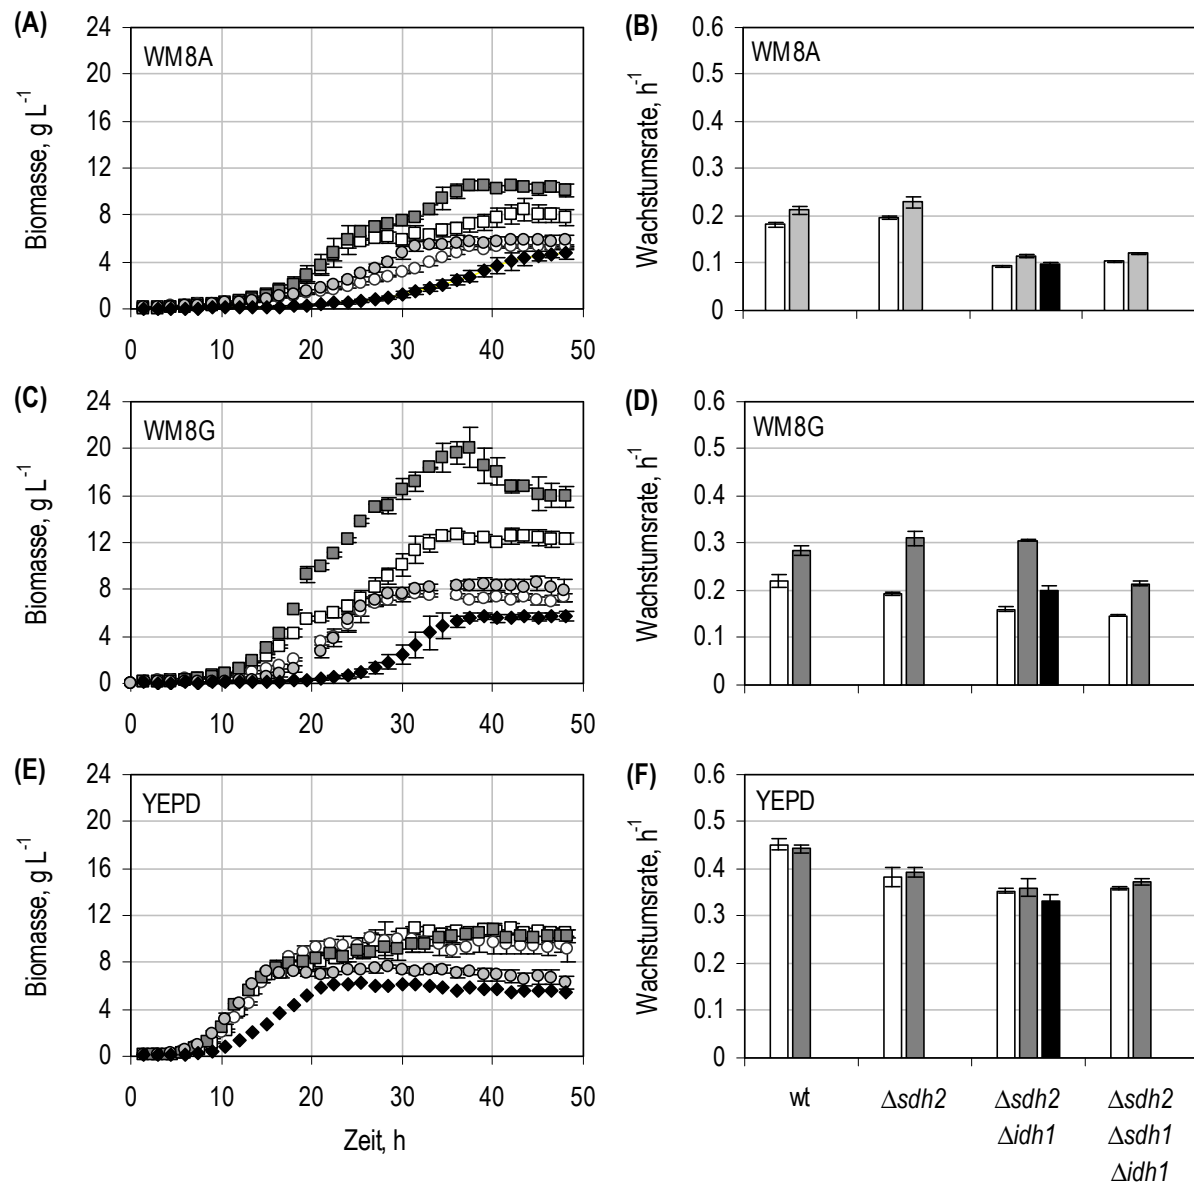 (A)
24
20
16
12
8
4
0
Biomasse, g L⁻¹
WM8A
0 10 20 30 40 50
(B)
0.6
0.5
0.4
0.3
0.2
0.1
0
Wachstumsrate, h⁻¹
WM8A
(C)
24
20
16
12
8
4
0
Biomasse, g L⁻¹
WM8G
0 10 20 30 40 50
(D)
0.6
0.5
0.4
0.3
0.2
0.1
0
Wachstumsrate, h⁻¹
WM8G
(E)
24
20
16
12
8
4
0
Biomasse, g L⁻¹
YEPD
0 10 20 30 40 50
Zeit, h
(F)
0.6
0.5
0.4
0.3
0.2
0.1
0
Wachstumsrate, h⁻¹
YEPD
wt Δsdh2 Δsdh2 Δsdh2
Δidh1 Δsdh1
Δidh1